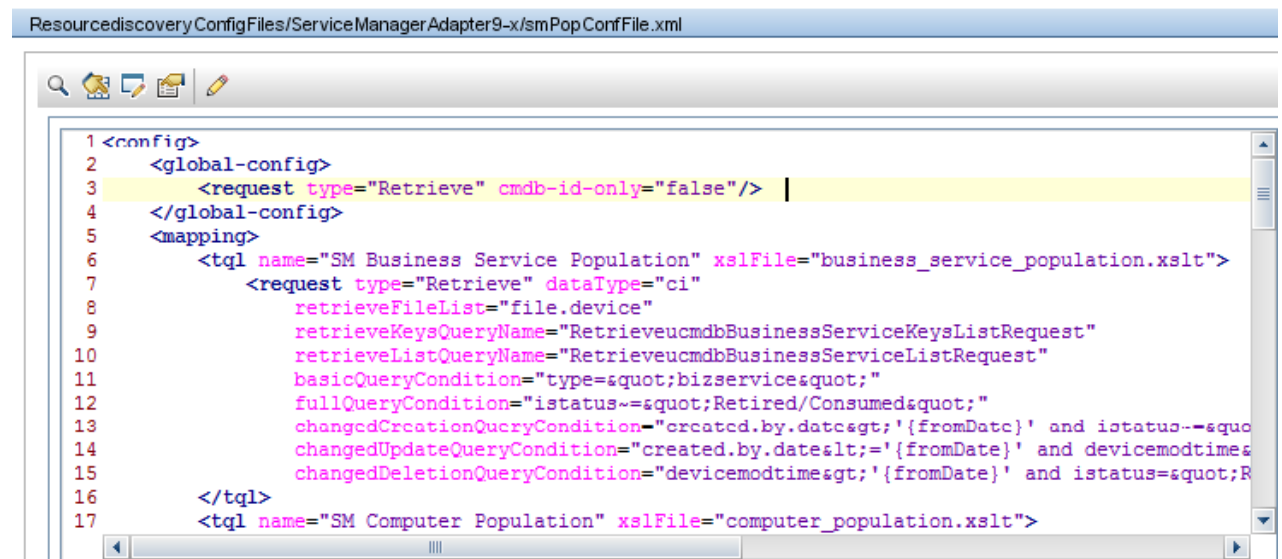 ResourcediscoveryConfigFiles/ServiceManagerAdapter9-x/smPopConfFile.xml
1 <config>
2 <global-config>
3 <request type="Retrieve" cmdb-id-only="false"/>
4 </global-config>
5 <mapping>
6 <tql name="SM Business Service Population" xslFile="business_service_population.xslt">
7 <request type="Retrieve" dataType="ci"
8 retrieveFileList="file.device"
9 retrieveKeysQueryName="RetrieveucmdbBusinessServiceKeysListRequest"
10 retrieveListQueryName="RetrieveucmdbBusinessServiceListRequest"
11 basicQueryCondition="type=&quot;bizservice&quot;"
12 fullQueryCondition="istatus~=&quot;Retired/Consumed&quot;"
13 changedCreationQueryCondition="created.by.date&gt;'{fromDate}' and istatus~=&quo
14 changedUpdateQueryCondition="created.by.date&lt;='{fromDate}' and devicemodtime&
15 changedDeletionQueryCondition="devicemodtime&gt;'{fromDate}' and istatus=&quot;R
16 </tql>
17 <tql name="SM Computer Population" xslFile="computer_population.xslt">